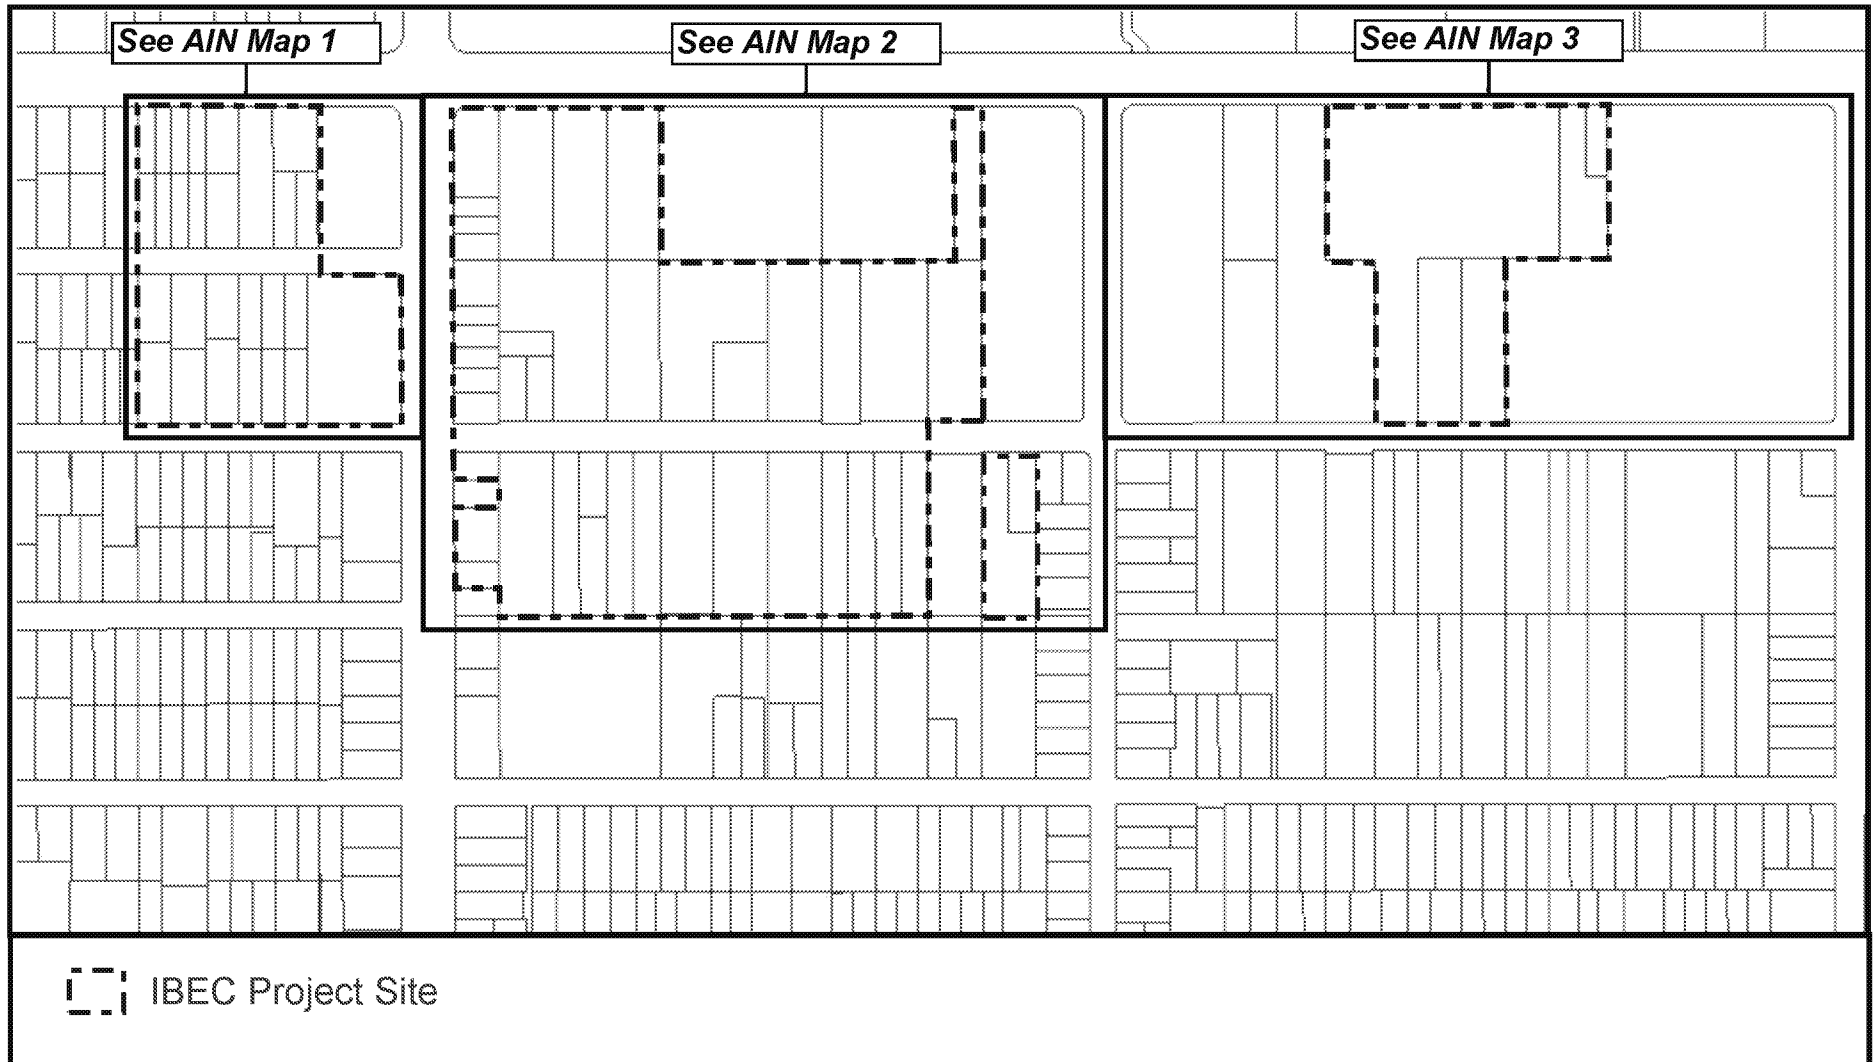 See AIN Map 1
See AIN Map 2
See AIN Map 3
IBEC Project Site